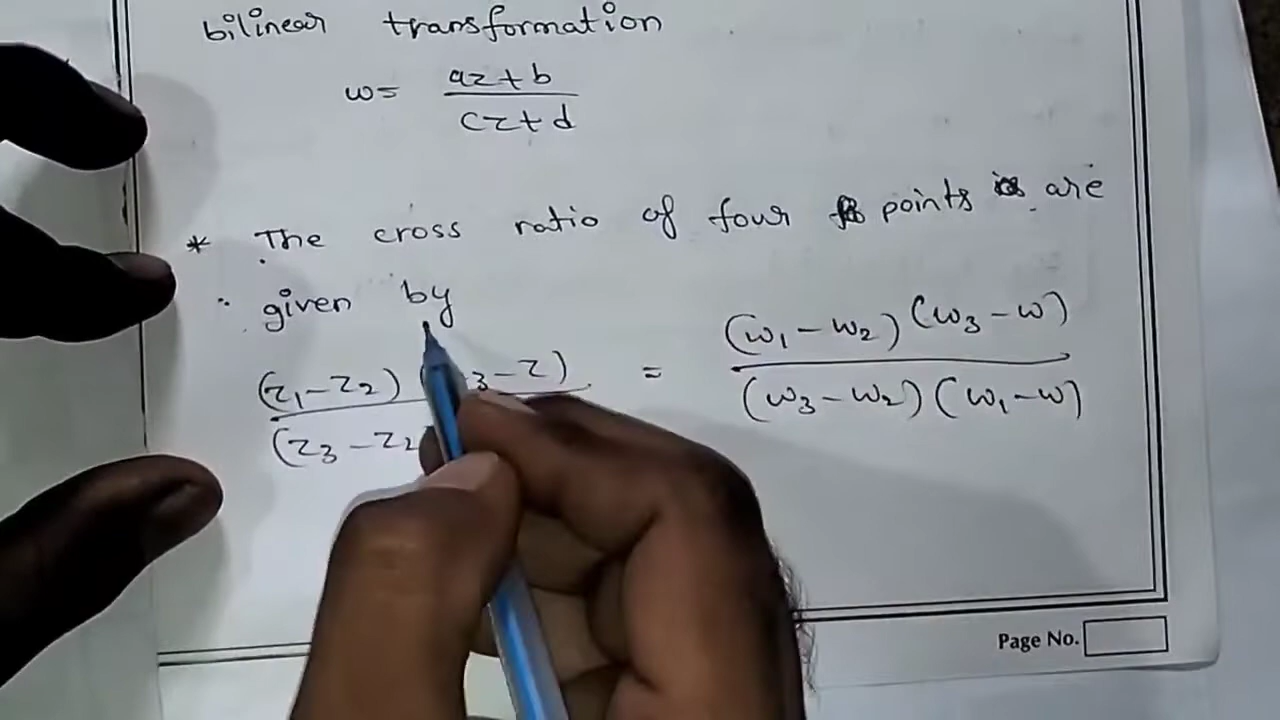 bilinear transformation
w= az+b
cz+d
* The cross ratio of four points are
given by
(z₁-z₂) 3-z) = (w₁-w₂)(w₃-w)
(z₃-z₂ (w₃-w₂)(w₁-w)
Page No.